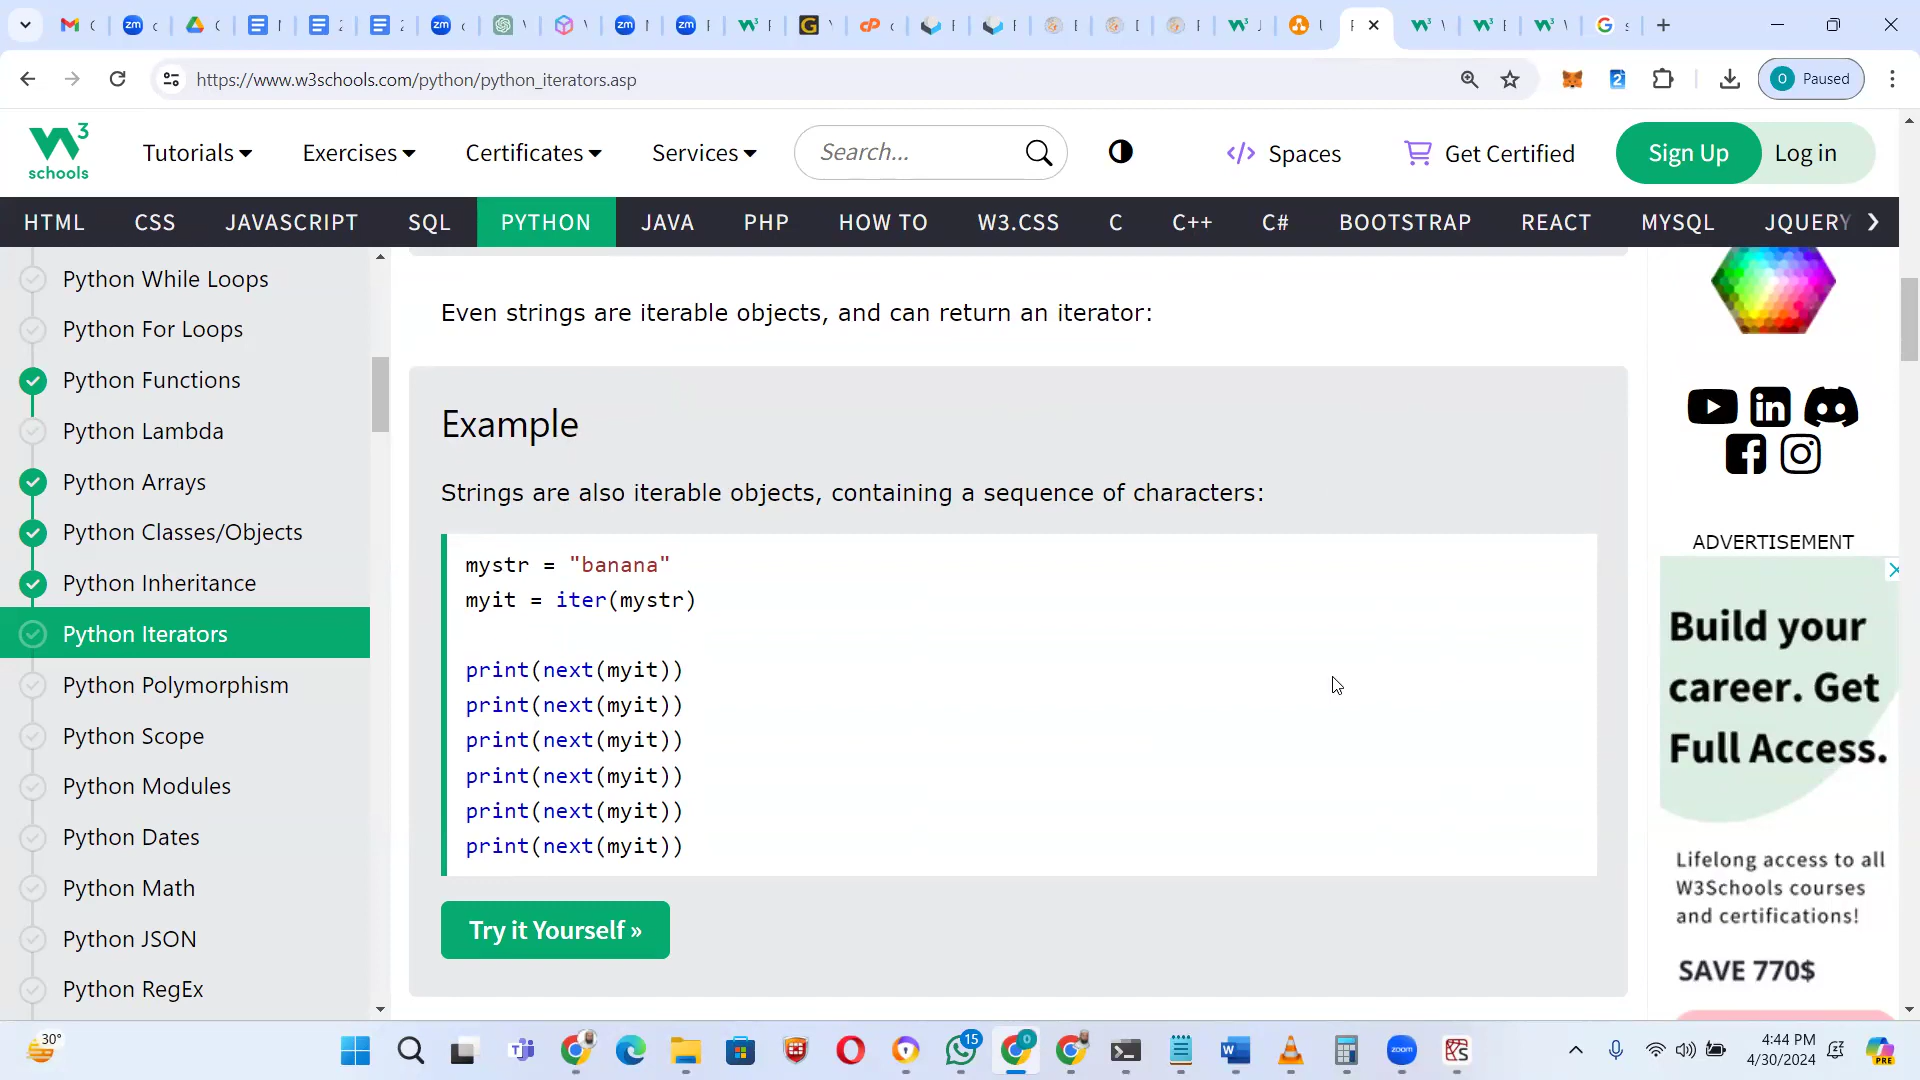 https://www.w3schools.com/python/python_iterators.asp
Paused
W3 schools
Tutorials
Exercises
Certificates
Services
Search...
Spaces
Get Certified
Sign Up
Log in
HTML
CSS
JAVASCRIPT
SQL
PYTHON
JAVA
PHP
HOW TO
W3.CSS
C
C++
C#
BOOTSTRAP
REACT
MYSQL
JQUERY
Python While Loops
Python For Loops
Python Functions
Python Lambda
Python Arrays
Python Classes/Objects
Python Inheritance
Python Iterators
Python Polymorphism
Python Scope
Python Modules
Python Dates
Python Math
Python JSON
Python RegEx
Even strings are iterable objects, and can return an iterator:
Example
Strings are also iterable objects, containing a sequence of characters:
mystr = "banana"
myit = iter(mystr)
print(next(myit))
print(next(myit))
print(next(myit))
print(next(myit))
print(next(myit))
print(next(myit))
Try it Yourself »
ADVERTISEMENT
Build your
career. Get
Full Access.
Lifelong access to all
W3Schools courses
and certifications!
SAVE 770$
30°
15
zoom
4:44 PM
4/30/2024
PRE